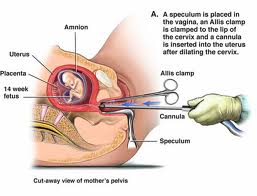 Amnion
A. A speculum is placed in
the vagina, an Allis clamp
is clamped to the lip of
the cervix and a cannula
is inserted into the uterus
after dilating the cervix.
Uterus
Placenta
14 week
fetus
Allis clamp
Cannula
Speculum
Cut-away view of mother's pelvis